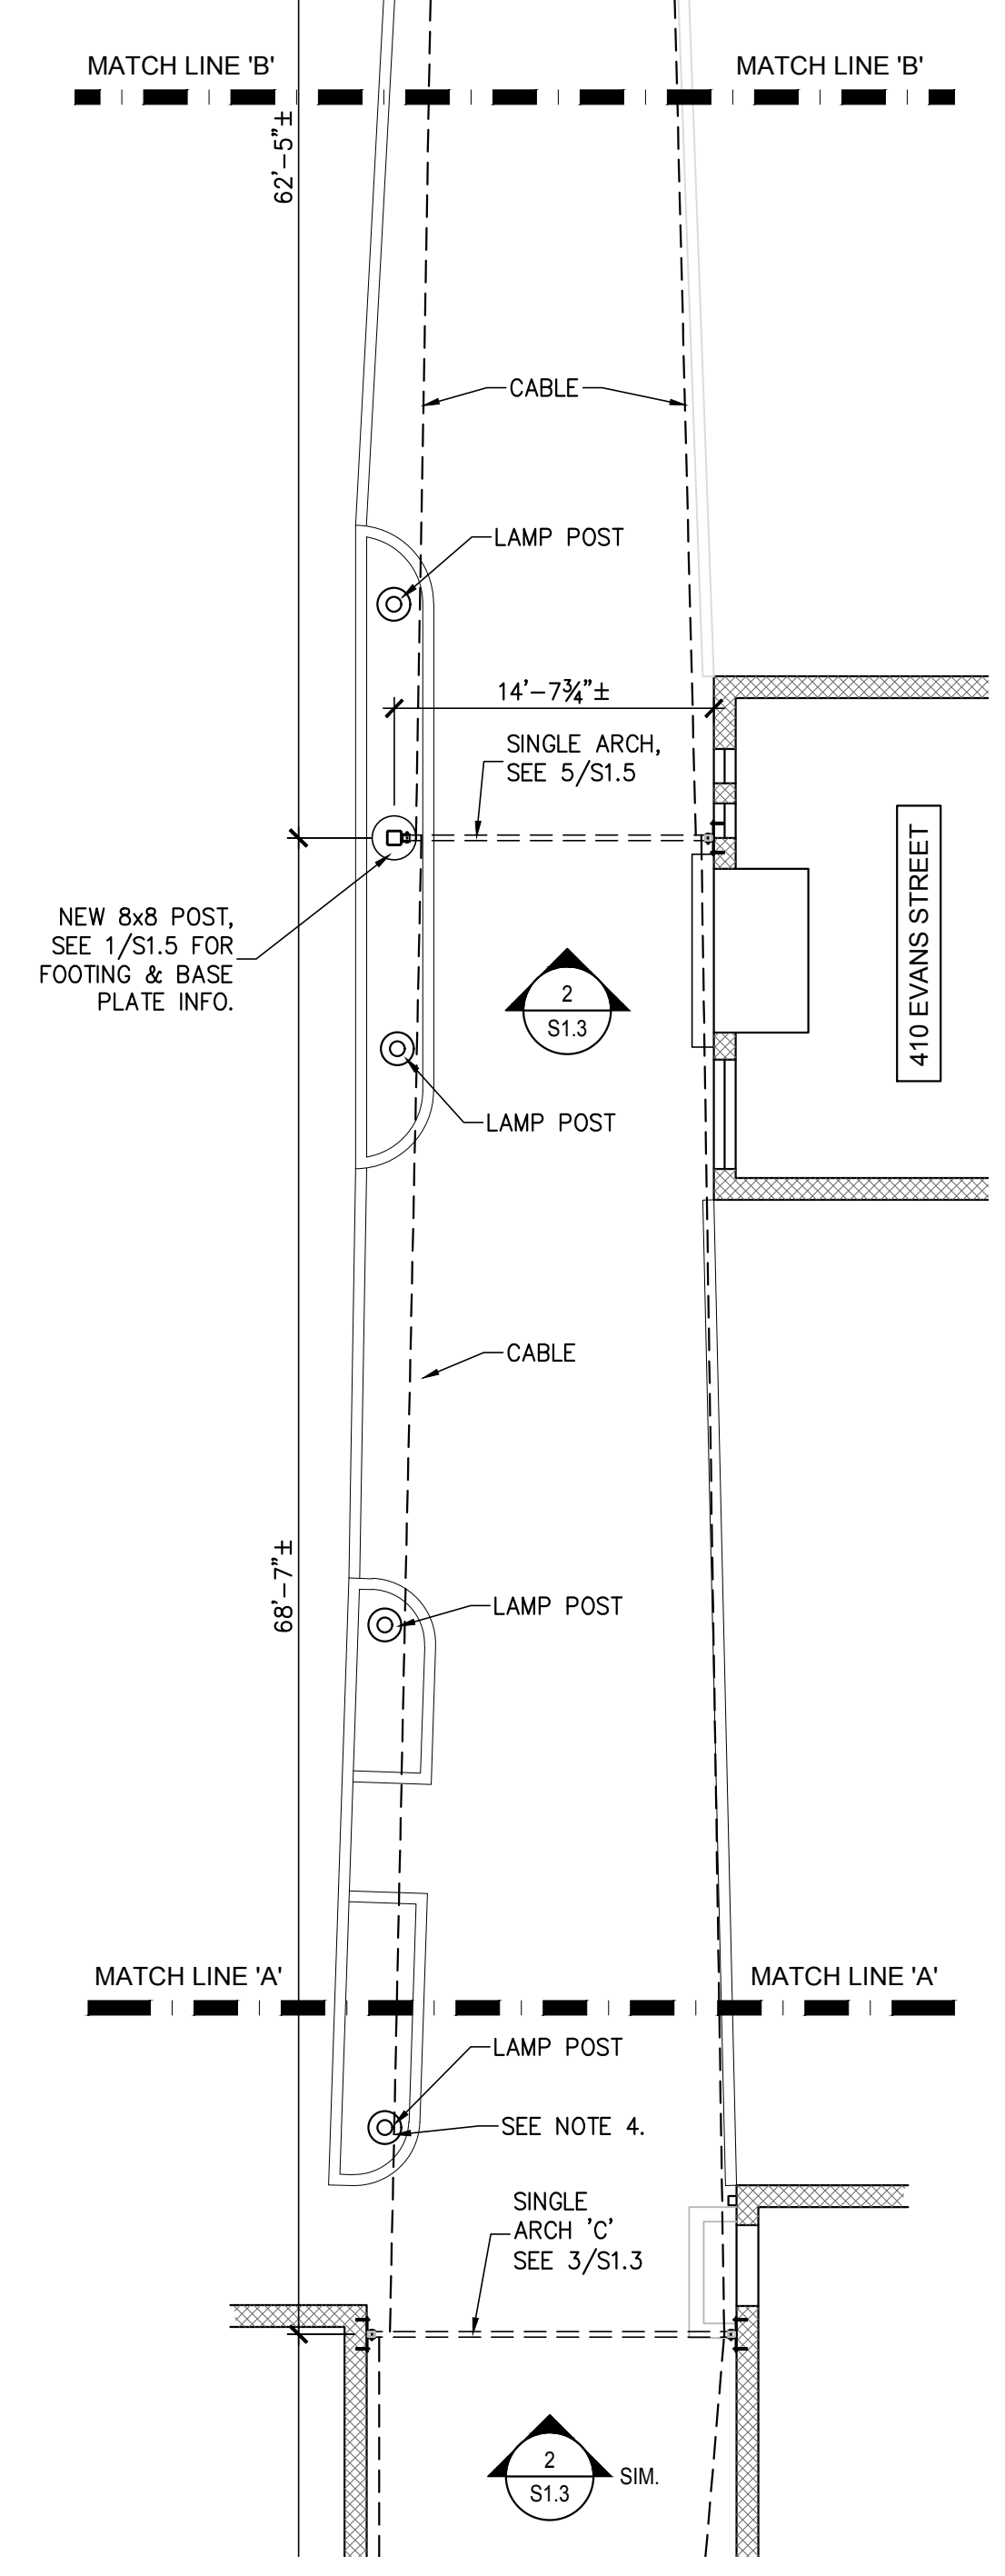 MATCH LINE 'B'
MATCH LINE 'B'
62'-5"±
CABLE
LAMP POST
14'-7¾"±
SINGLE ARCH,
SEE 5/S1.5
NEW 8x8 POST,
SEE 1/S1.5 FOR
FOOTING & BASE
PLATE INFO.
410 EVANS STREET
2
S1.3
LAMP POST
CABLE
68'-7"±
LAMP POST
MATCH LINE 'A'
MATCH LINE 'A'
LAMP POST
SEE NOTE 4.
SINGLE
ARCH 'C'
SEE 3/S1.3
2
S1.3
SIM.